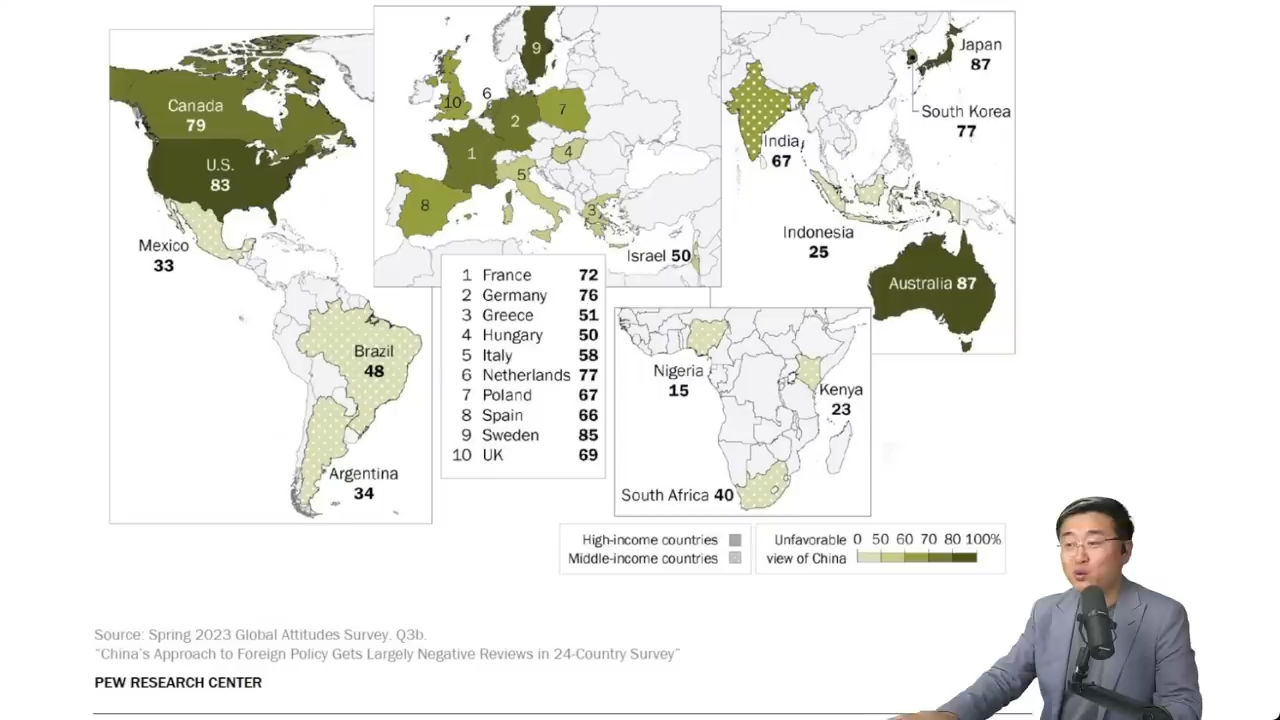 Canada
79
U.S.
83
Mexico
33
Brazil
48
Argentina
34
9
10
6
7
2
1
4
5
8
3
Israel 50
1 France 72
2 Germany 76
3 Greece 51
4 Hungary 50
5 Italy 58
6 Netherlands 77
7 Poland 67
8 Spain 66
9 Sweden 85
10 UK 69
Japan
87
South Korea
77
India
67
Indonesia
25
Australia 87
Nigeria
15
Kenya
23
South Africa 40
High-income countries
Middle-income countries
Unfavorable 0 50 60 70 80 100%
view of China
Source: Spring 2023 Global Attitudes Survey. Q3b.
"China's Approach to Foreign Policy Gets Largely Negative Reviews in 24-Country Survey"
PEW RESEARCH CENTER